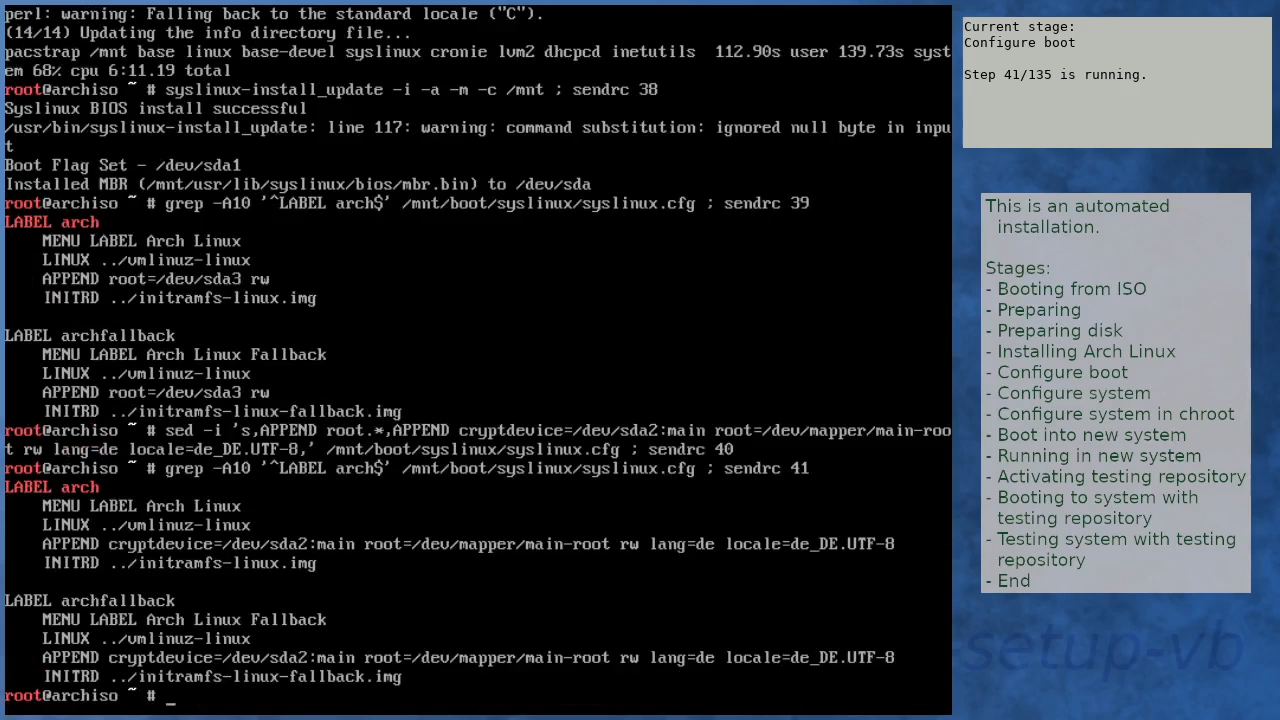 perl: warning: Falling back to the standard locale ("C").
(14/14) Updating the info directory file...
pacstrap /mnt base linux base-devel syslinux cronie lvm2 dhcpcd inetutils  112.90s user 139.73s syst
em 68% cpu 6:11.19 total
root@archiso ~ # syslinux-install_update -i -a -m -c /mnt ; sendrc 38
Syslinux BIOS install successful
/usr/bin/syslinux-install_update: line 117: warning: command substitution: ignored null byte in inpu
t
Boot Flag Set - /dev/sda1
Installed MBR (/mnt/usr/lib/syslinux/bios/mbr.bin) to /dev/sda
root@archiso ~ # grep -A10 '^LABEL arch$' /mnt/boot/syslinux/syslinux.cfg ; sendrc 39
LABEL arch
    MENU LABEL Arch Linux
    LINUX ../vmlinuz-linux
    APPEND root=/dev/sda3 rw
    INITRD ../initramfs-linux.img

LABEL archfallback
    MENU LABEL Arch Linux Fallback
    LINUX ../vmlinuz-linux
    APPEND root=/dev/sda3 rw
    INITRD ../initramfs-linux-fallback.img
root@archiso ~ # sed -i 's,APPEND root.*,APPEND cryptdevice=/dev/sda2:main root=/dev/mapper/main-roo
t rw lang=de locale=de_DE.UTF-8,' /mnt/boot/syslinux/syslinux.cfg ; sendrc 40
root@archiso ~ # grep -A10 '^LABEL arch$' /mnt/boot/syslinux/syslinux.cfg ; sendrc 41
LABEL arch
    MENU LABEL Arch Linux
    LINUX ../vmlinuz-linux
    APPEND cryptdevice=/dev/sda2:main root=/dev/mapper/main-root rw lang=de locale=de_DE.UTF-8
    INITRD ../initramfs-linux.img

LABEL archfallback
    MENU LABEL Arch Linux Fallback
    LINUX ../vmlinuz-linux
    APPEND cryptdevice=/dev/sda2:main root=/dev/mapper/main-root rw lang=de locale=de_DE.UTF-8
    INITRD ../initramfs-linux-fallback.img
root@archiso ~ # _
Current stage:
Configure boot

Step 41/135 is running.
This is an automated
installation.

Stages:
- Booting from ISO
- Preparing
- Preparing disk
- Installing Arch Linux
- Configure boot
- Configure system
- Configure system in chroot
- Boot into new system
- Running in new system
- Activating testing repository
- Booting to system with
testing repository
- Testing system with testing
repository
- End
-setup-vb